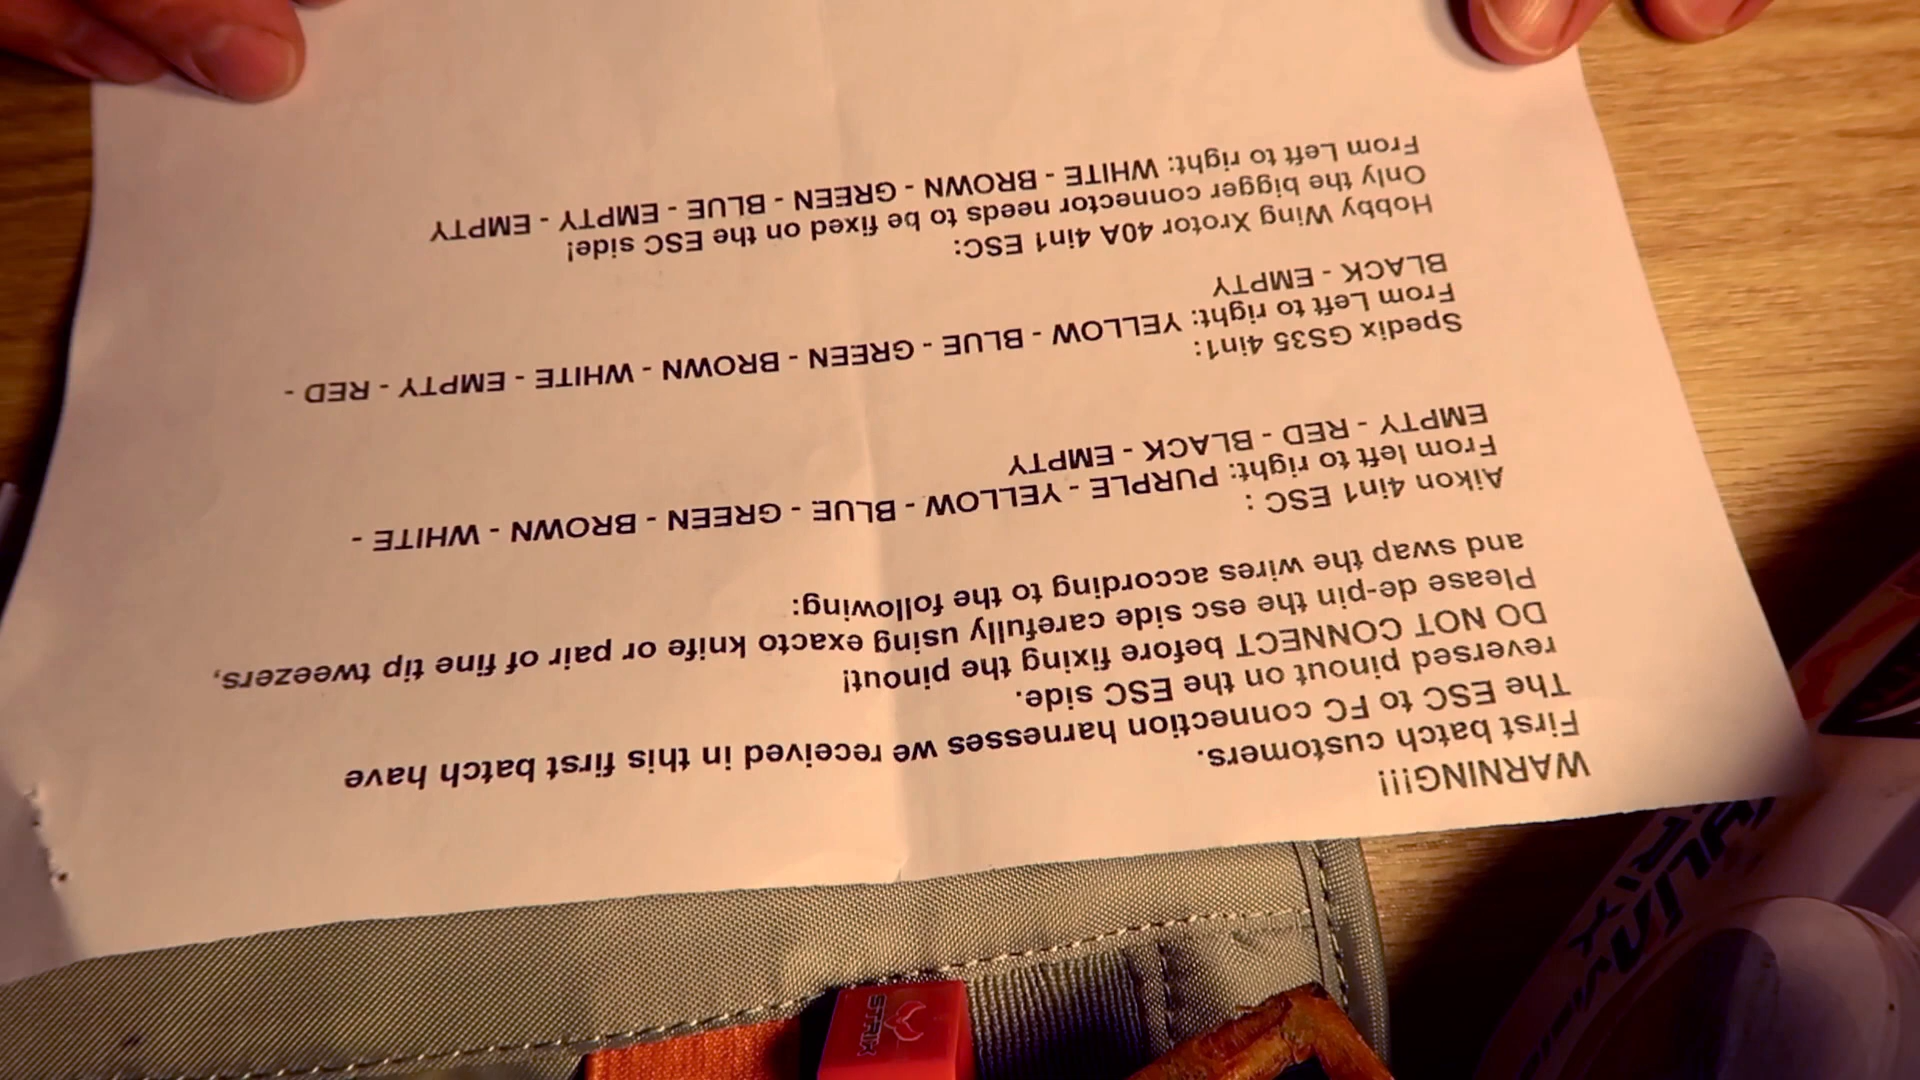 WARNING!!!
First batch customers.
The ESC to FC connection harnesses we received in this first batch have
reversed pinout on the ESC side.
DO NOT CONNECT before fixing the pinout!
Please de-pin the esc side carefully using exacto knife or pair of fine tip tweezers,
and swap the wires according to the following:
Aikon 4in1 ESC :
From left to right: PURPLE - YELLOW - BLUE - GREEN - BROWN - WHITE -
EMPTY - RED - BLACK - EMPTY
Spedix GS35 4in1:
From Left to right: YELLOW - BLUE - GREEN - BROWN - WHITE - EMPTY - RED -
BLACK - EMPTY
Hobby Wing Xrotor 40A 4in1 ESC:
Only the bigger connector needs to be fixed on the ESC side!
From Left to right: WHITE - BROWN - GREEN - BLUE - EMPTY - EMPTY
STRIX